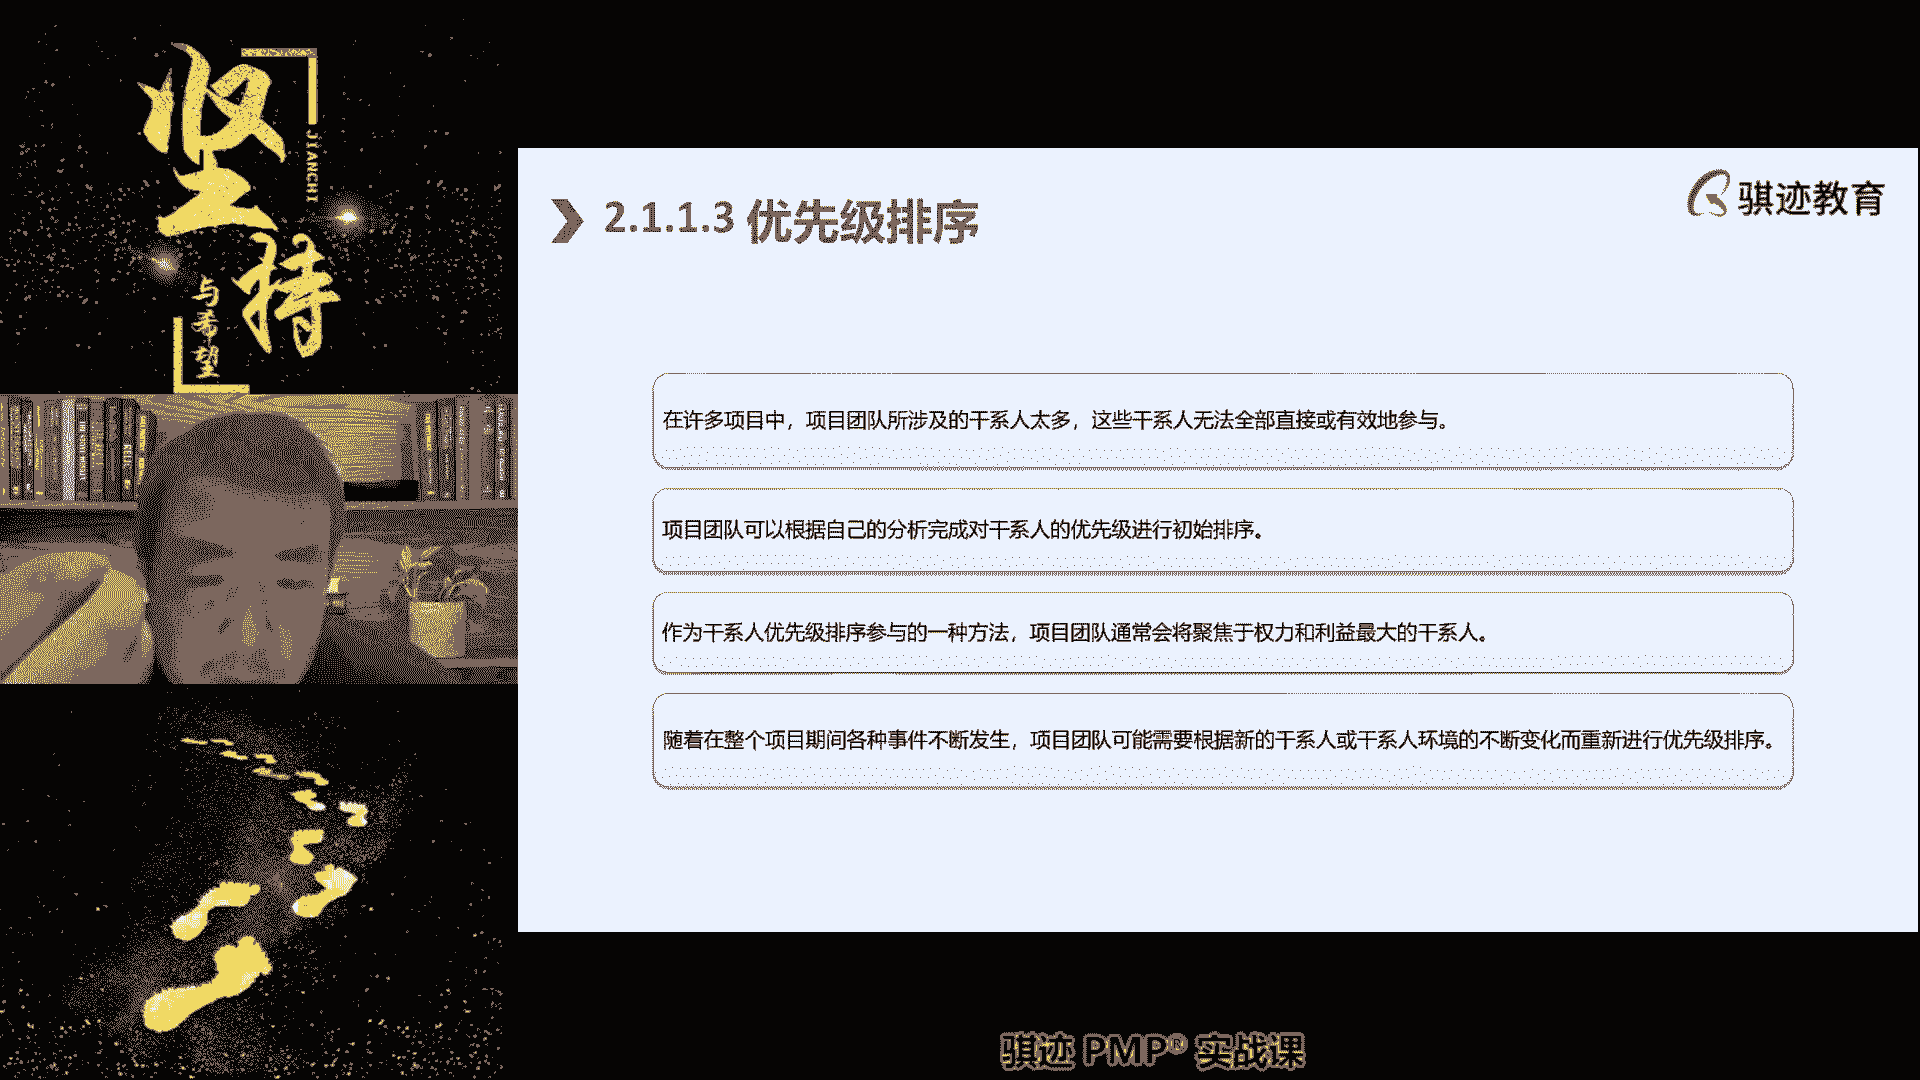 坚持
JIANCHI
与希望
2.1.1.3 优先级排序
骐迹教育
在许多项目中，项目团队所涉及的干系人太多，这些干系人无法全部直接或有效地参与。
项目团队可以根据自己的分析完成对干系人的优先级进行初始排序。
作为干系人优先级排序参与的一种方法，项目团队通常会将聚焦于权力和利益最大的干系人。
随着在整个项目期间各种事件不断发生，项目团队可能需要根据新的干系人或干系人环境的不断变化而重新进行优先级排序。
骐迹 PMP® 实战课